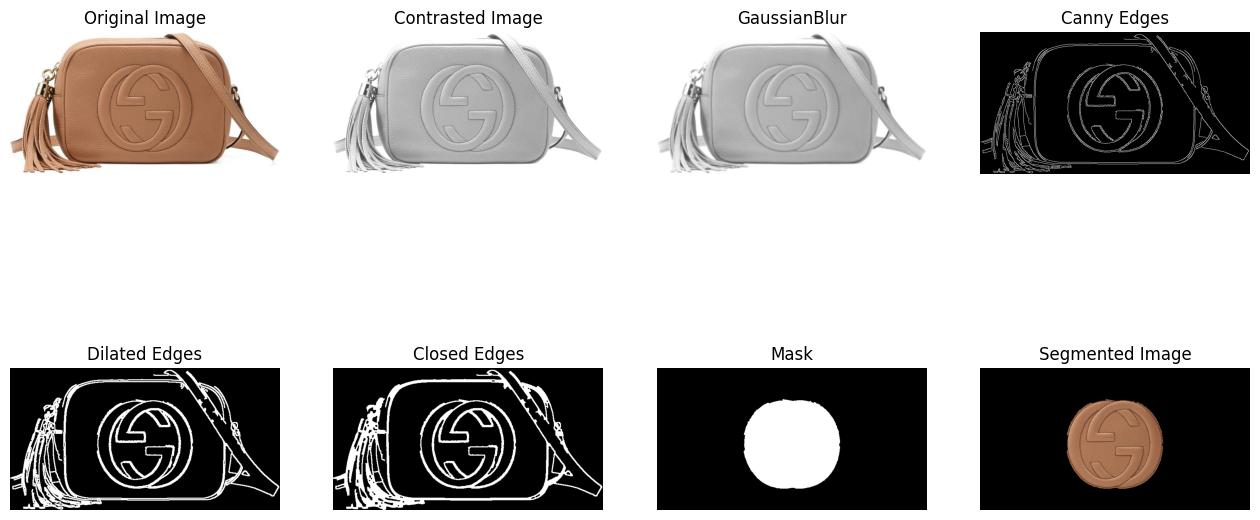 Original Image
Contrasted Image
GaussianBlur
Canny Edges
Dilated Edges
Closed Edges
Mask
Segmented Image